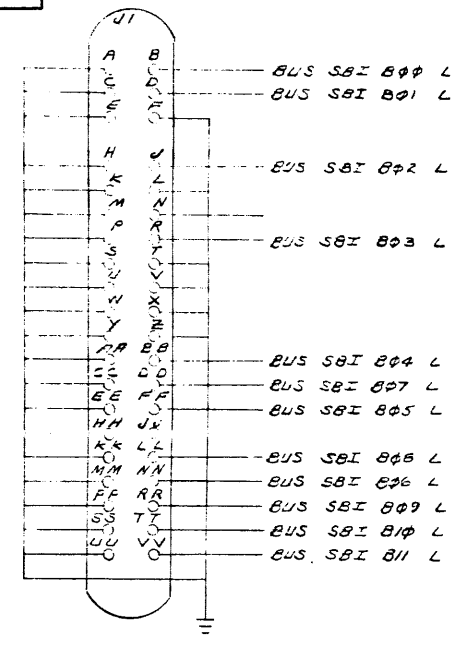 J1
A B
BUS SBI BØØ L
C D
BUS SBI BØ1 L
E F
H J
BUS SBI BØ2 L
K L
M N
P R
BUS SBI BØ3 L
S T
U V
W X
Y Z
AA BB
BUS SBI BØ4 L
CC DD
BUS SBI BØ7 L
EE FF
BUS SBI BØ5 L
HH JJ
KK LL
BUS SBI BØ8 L
MM NN
BUS SBI BØ6 L
PP RR
BUS SBI BØ9 L
SS TT
BUS SBI B1Ø L
UU VV
BUS SBI B11 L